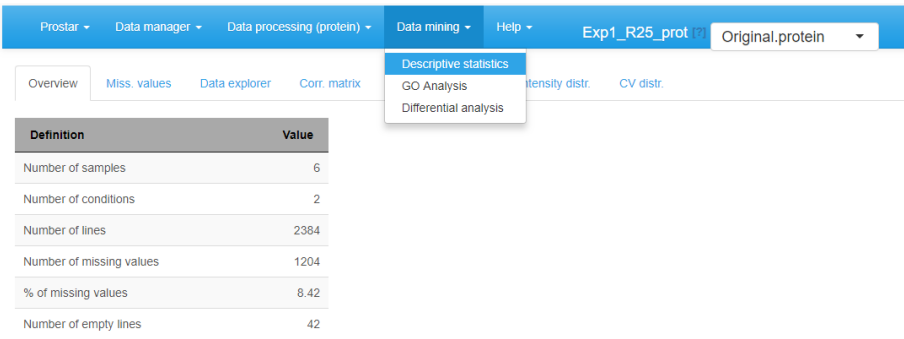 Prostar Data manager Data processing (protein) Data mining Help Exp1_R25_prot [?] Original.protein
Descriptive statistics
GO Analysis
Differential analysis
Overview Miss. values Data explorer Corr. matrix ntensity distr. CV distr.
Definition Value
Number of samples 6
Number of conditions 2
Number of lines 2384
Number of missing values 1204
% of missing values 8.42
Number of empty lines 42